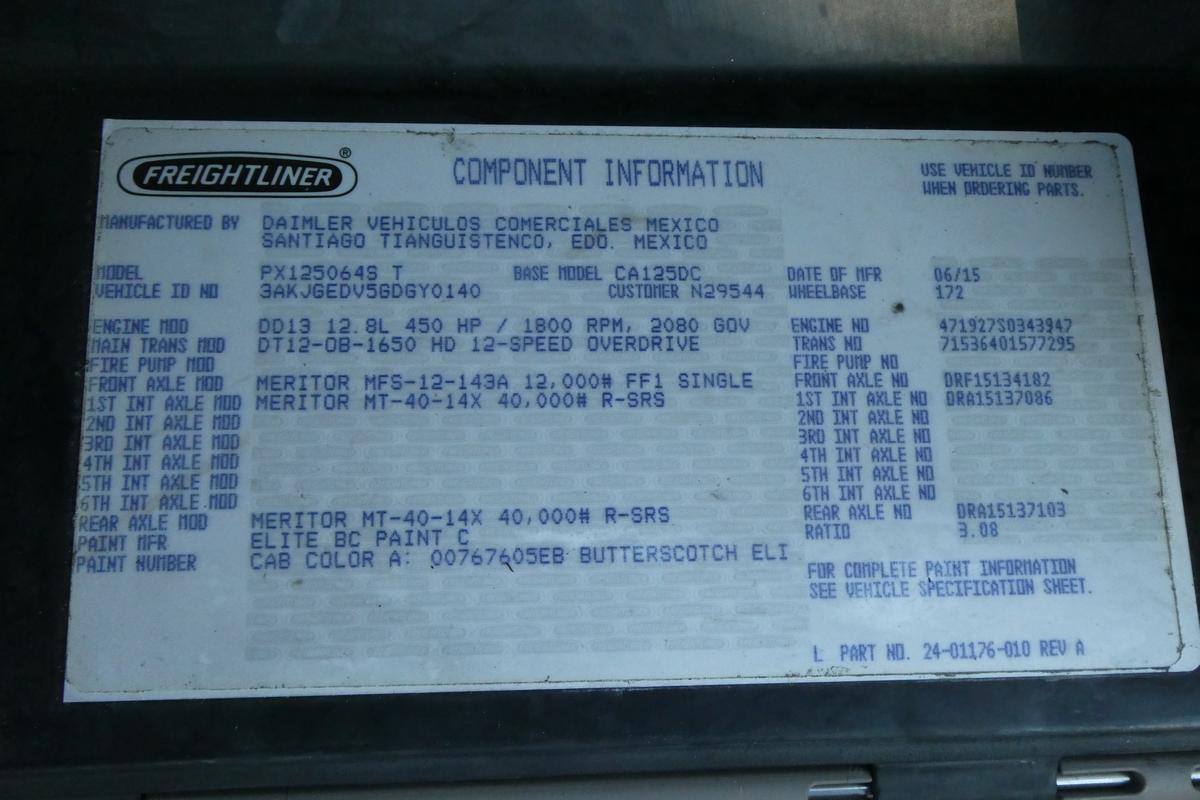 FREIGHTLINER®
COMPONENT INFORMATION
USE VEHICLE ID NUMBER
WHEN ORDERING PARTS.
MANUFACTURED BY DAIMLER VEHICULOS COMERCIALES MEXICO
SANTIAGO TIANGUISTENCO, EDO. MEXICO
MODEL PX125064S T BASE MODEL CA125DC DATE OF MFR 06/15
VEHICLE ID NO 3AKJGEDV5GDGY0140 CUSTOMER N29544 WHEELBASE 172
ENGINE MOD DD13 12.8L 450 HP / 1800 RPM, 2080 GOV ENGINE NO 471927S0343947
MAIN TRANS MOD DT12-OB-1650 HD 12-SPEED OVERDRIVE TRANS NO 71536401577295
FIRE PUMP MOD FIRE PUMP NO
FRONT AXLE MOD MERITOR MFS-12-143A 12,000# FF1 SINGLE FRONT AXLE NO DRF15134182
1ST INT AXLE MOD MERITOR MT-40-14X 40,000# R-SRS 1ST INT AXLE NO DRA15137086
2ND INT AXLE MOD 2ND INT AXLE NO
3RD INT AXLE MOD 3RD INT AXLE NO
4TH INT AXLE MOD 4TH INT AXLE NO
5TH INT AXLE MOD 5TH INT AXLE NO
6TH INT AXLE MOD 6TH INT AXLE NO
REAR AXLE MOD MERITOR MT-40-14X 40,000# R-SRS REAR AXLE NO DRA15137103
PAINT MFR ELITE BC PAINT C RATIO 3.08
PAINT NUMBER CAB COLOR A: 00767605EB BUTTERSCOTCH ELI
FOR COMPLETE PAINT INFORMATION
SEE VEHICLE SPECIFICATION SHEET.
L PART NO. 24-01176-010 REV A